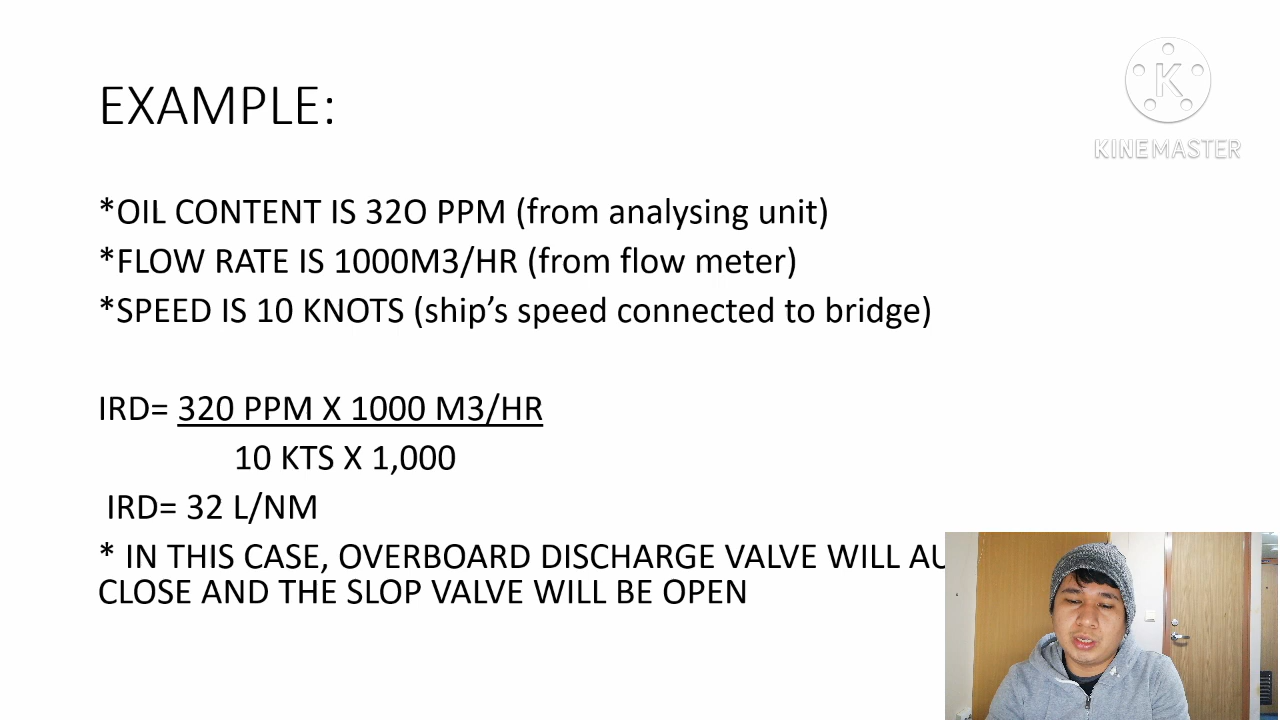 EXAMPLE:
K
KINEMASTER
*OIL CONTENT IS 32O PPM (from analysing unit)
*FLOW RATE IS 1000M3/HR (from flow meter)
*SPEED IS 10 KNOTS (ship’s speed connected to bridge)
IRD= 320 PPM X 1000 M3/HR
10 KTS X 1,000
IRD= 32 L/NM
* IN THIS CASE, OVERBOARD DISCHARGE VALVE WILL
CLOSE AND THE SLOP VALVE WILL BE OPEN